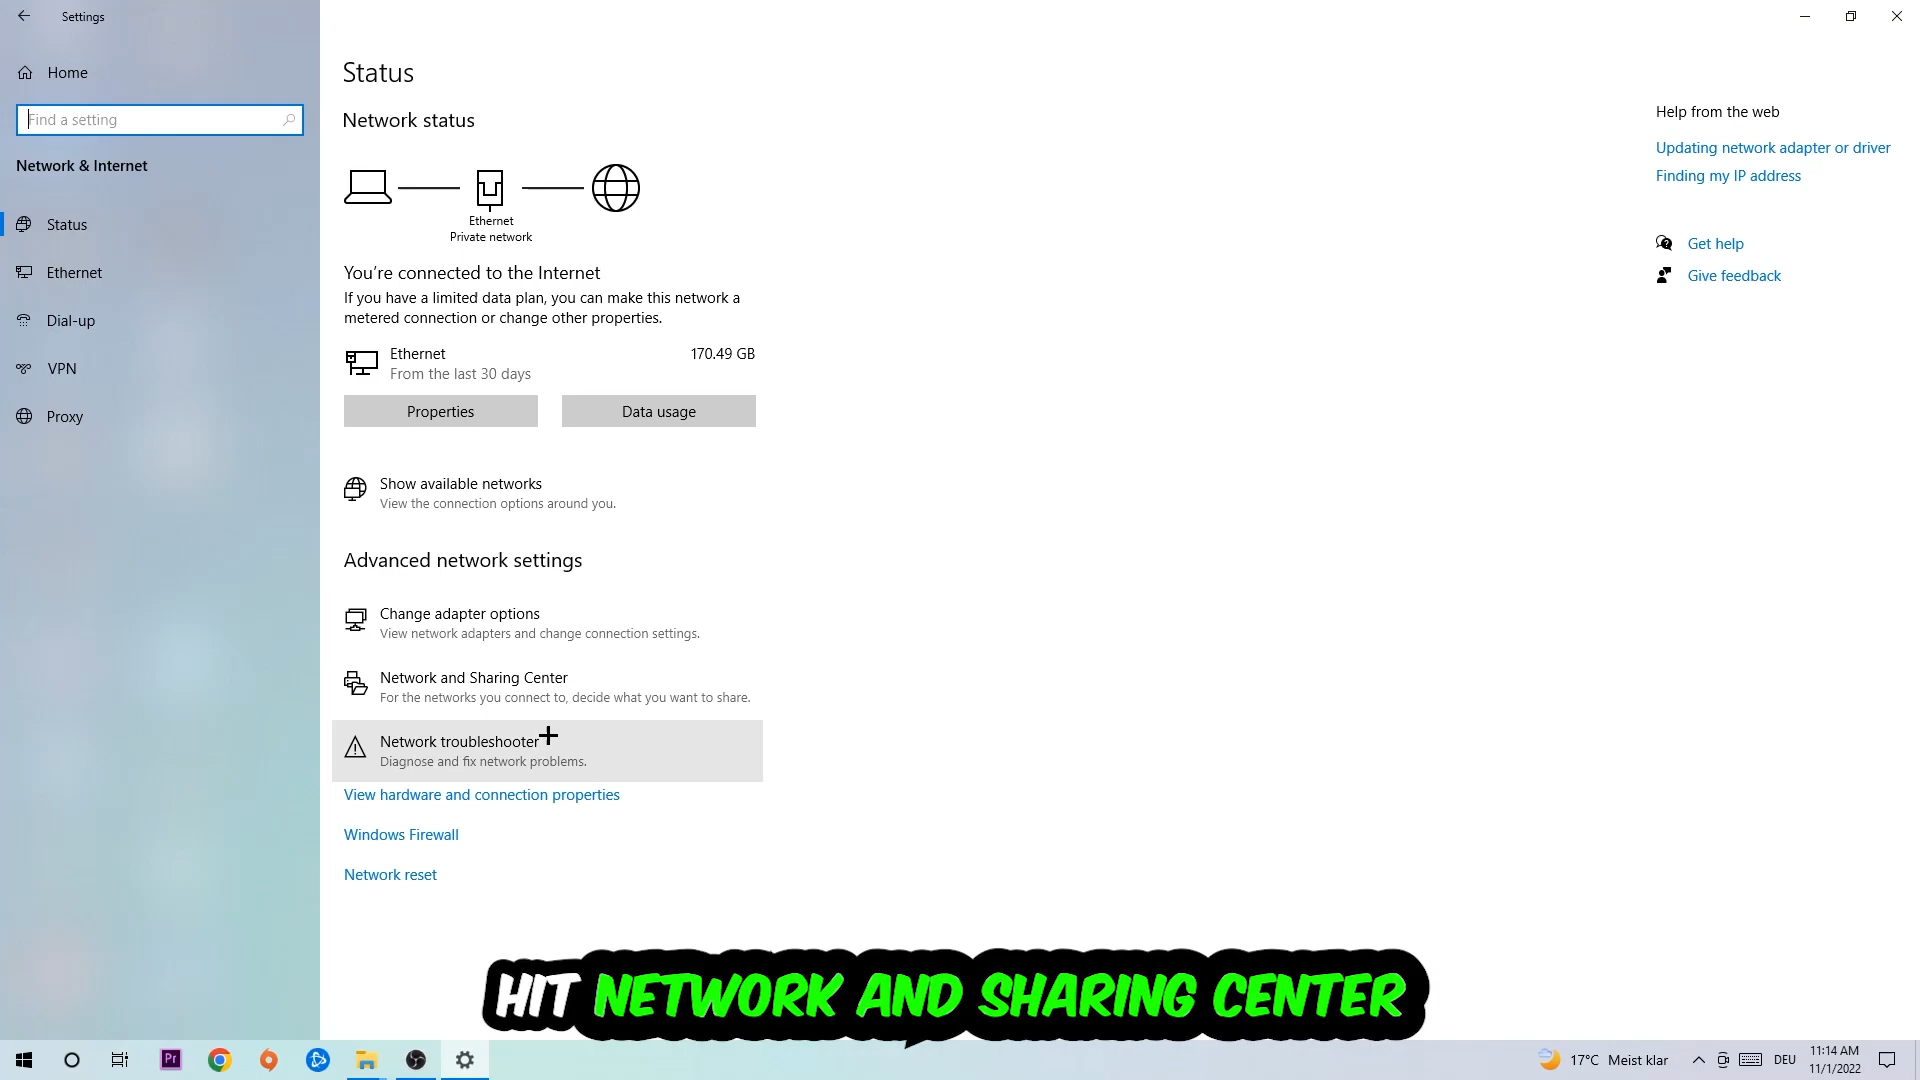 Settings
Home
Find a setting
Network & Internet
Status
Ethernet
Dial-up
VPN
Proxy
Status
Network status
Ethernet
Private network
You're connected to the Internet
If you have a limited data plan, you can make this network a
metered connection or change other properties.
Ethernet 170.49 GB
From the last 30 days
Properties Data usage
Show available networks
View the connection options around you.
Advanced network settings
Change adapter options
View network adapters and change connection settings.
Network and Sharing Center
For the networks you connect to, decide what you want to share.
Network troubleshooter
Diagnose and fix network problems.
View hardware and connection properties
Windows Firewall
Network reset
Help from the web
Updating network adapter or driver
Finding my IP address
Get help
Give feedback
HIT NETWORK AND SHARING CENTER
Pr
17°C Meist klar
DEU
11:14 AM
11/1/2022